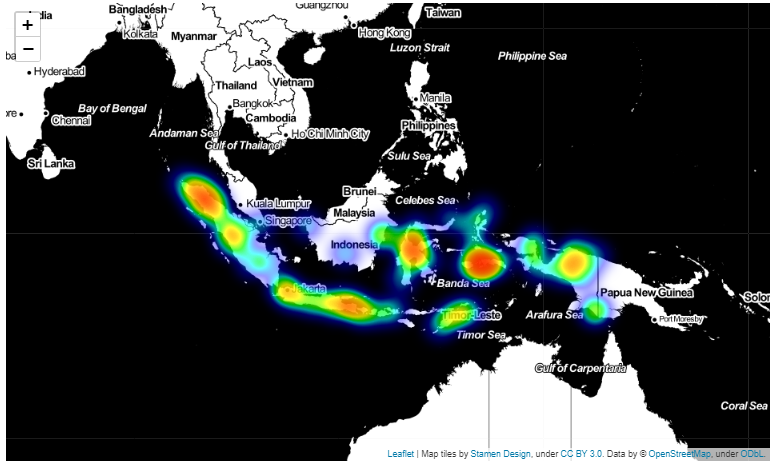 Guangzhou
Taiwan
Bangladesh
dia
+
Kolkata
Hong Kong
−
Myanmar
Luzon Strait
ba
Laos
Philippine Sea
Hyderabad
Thailand
Vietnam
Bay of Bengal
Bangkok
Manila
ore
Chennai
Cambodia
Philippines
Andaman Sea
Ho Chi Minh City
Gulf of Thailand
Sulu Sea
Sri Lanka
Brunei
Celebes Sea
Kuala Lumpur
Malaysia
Singapore
Indonesia
Banda Sea
Jakarta
Papua New Guinea
Solor
Timor-Leste
Arafura Sea
Port Moresby
Timor Sea
Gulf of Carpentaria
Coral Sea
Leaflet | Map tiles by Stamen Design, under CC BY 3.0. Data by © OpenStreetMap, under ODbL.